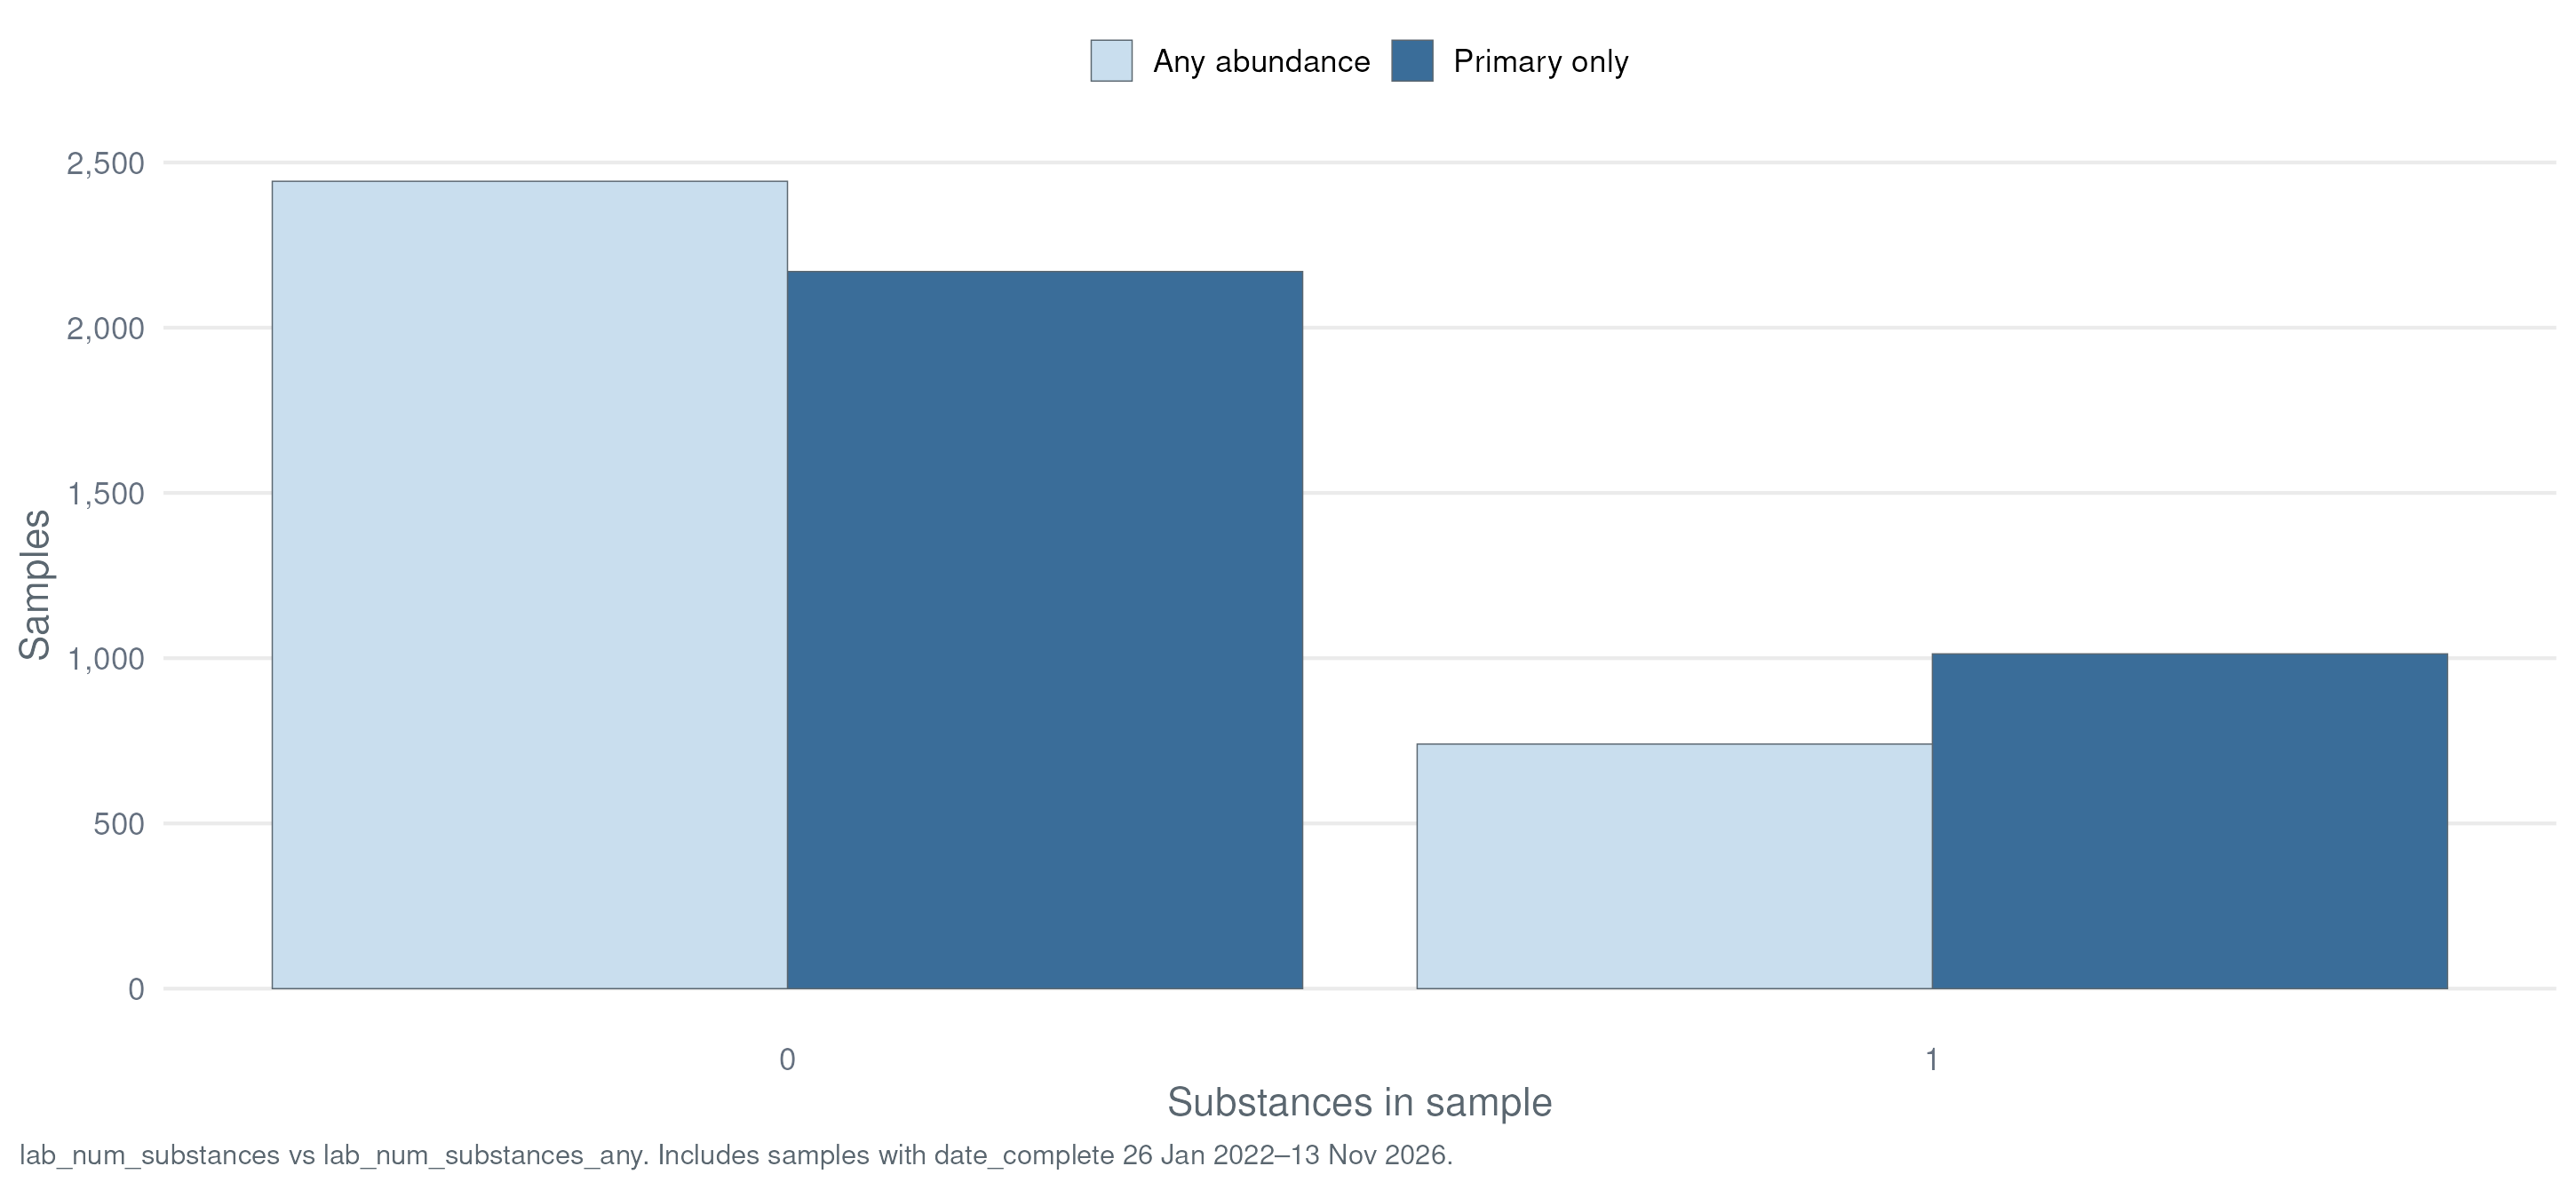 Any abundance Primary only
2,500
2,000
1,500
1,000
500
0
Samples
0 1
Substances in sample
lab_num_substances vs lab_num_substances_any. Includes samples with date_complete 26 Jan 2022–13 Nov 2026.